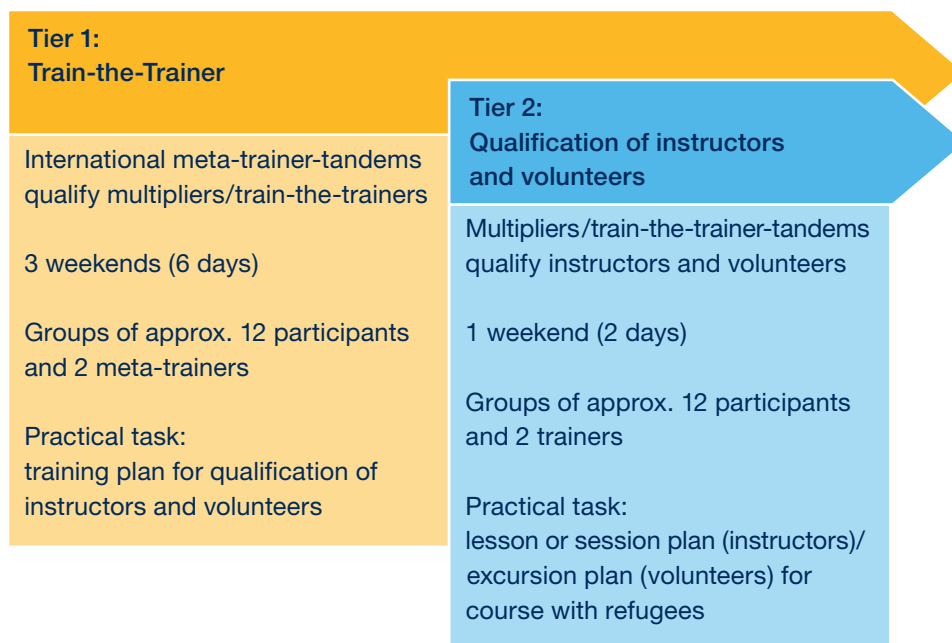 Tier 1:
Train-the-Trainer
International meta-trainer-tandems
qualify multipliers/train-the-trainers
3 weekends (6 days)
Groups of approx. 12 participants
and 2 meta-trainers
Practical task:
training plan for qualification of
instructors and volunteers
Tier 2:
Qualification of instructors
and volunteers
Multipliers/train-the-trainer-tandems
qualify instructors and volunteers
1 weekend (2 days)
Groups of approx. 12 participants
and 2 trainers
Practical task:
lesson or session plan (instructors)/
excursion plan (volunteers) for
course with refugees